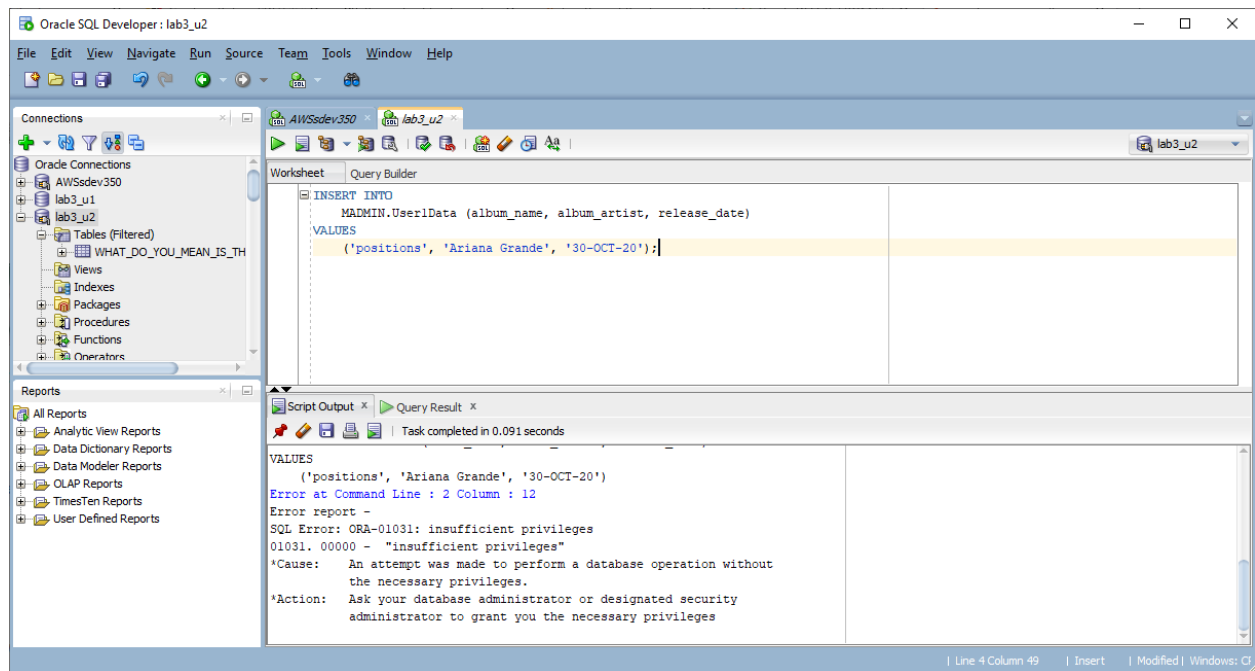 Oracle SQL Developer : lab3_u2
File Edit View Navigate Run Source Team Tools Window Help
Connections
Oracle Connections
AWSsdev350
lab3_u1
lab3_u2
Tables (Filtered)
WHAT_DO_YOU_MEAN_IS_TH
Views
Indexes
Packages
Procedures
Functions
Operators
Reports
All Reports
Analytic View Reports
Data Dictionary Reports
Data Modeler Reports
OLAP Reports
TimesTen Reports
User Defined Reports
AWSsdev350 lab3_u2
lab3_u2
Worksheet Query Builder
INSERT INTO
MADMIN.User1Data (album_name, album_artist, release_date)
VALUES
('positions', 'Ariana Grande', '30-OCT-20');
Script Output x Query Result x
Task completed in 0.091 seconds
VALUES
('positions', 'Ariana Grande', '30-OCT-20')
Error at Command Line : 2 Column : 12
Error report -
SQL Error: ORA-01031: insufficient privileges
01031. 00000 - "insufficient privileges"
*Cause: An attempt was made to perform a database operation without
the necessary privileges.
*Action: Ask your database administrator or designated security
administrator to grant you the necessary privileges
Line 4 Column 49 | Insert | Modified | Windows: C